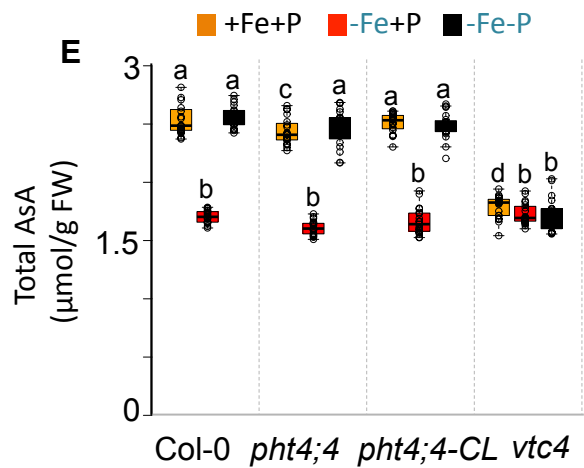 +Fe+P -Fe+P -Fe-P
E
3
1.5
0
Total AsA
(µmol/g FW)
a a c a a a d b b
b b b
Col-0 pht4;4 pht4;4-CL vtc4